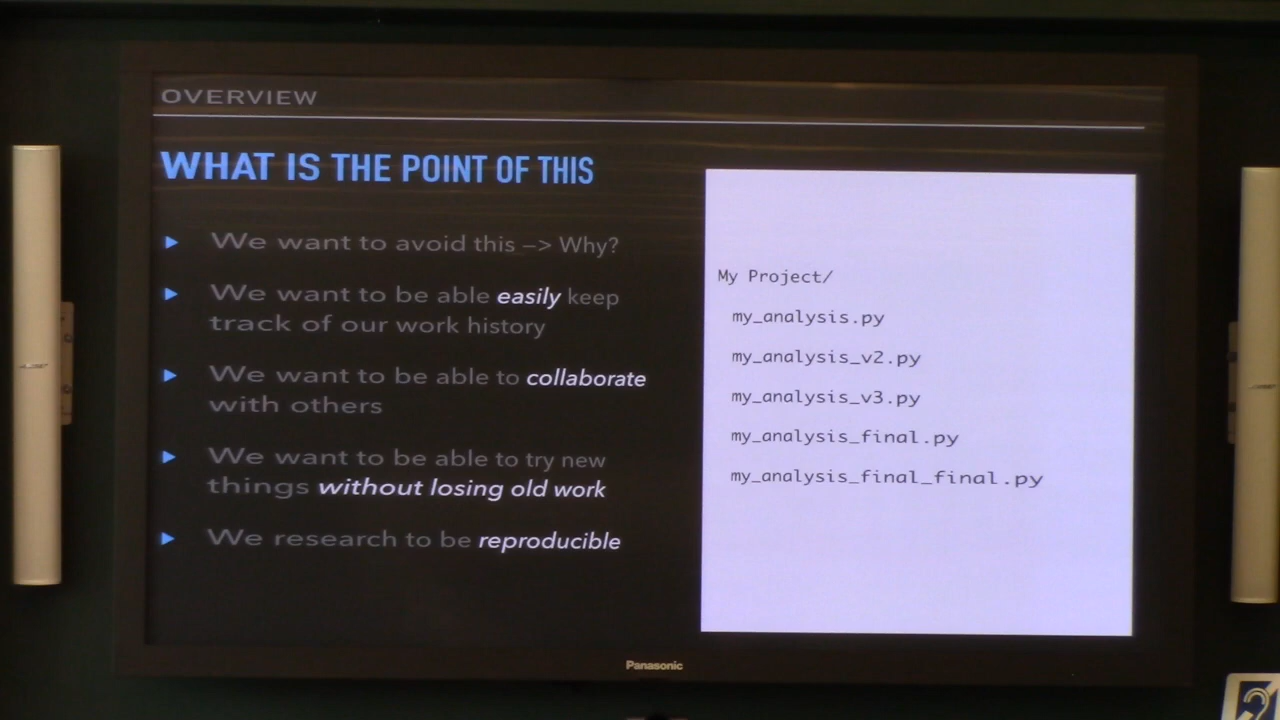 OVERVIEW
WHAT IS THE POINT OF THIS
We want to avoid this –> Why?
We want to be able easily keep
track of our work history
We want to be able to collaborate
with others
We want to be able to try new
things without losing old work
We research to be reproducible
My Project/
my_analysis.py
my_analysis_v2.py
my_analysis_v3.py
my_analysis_final.py
my_analysis_final_final.py
Panasonic